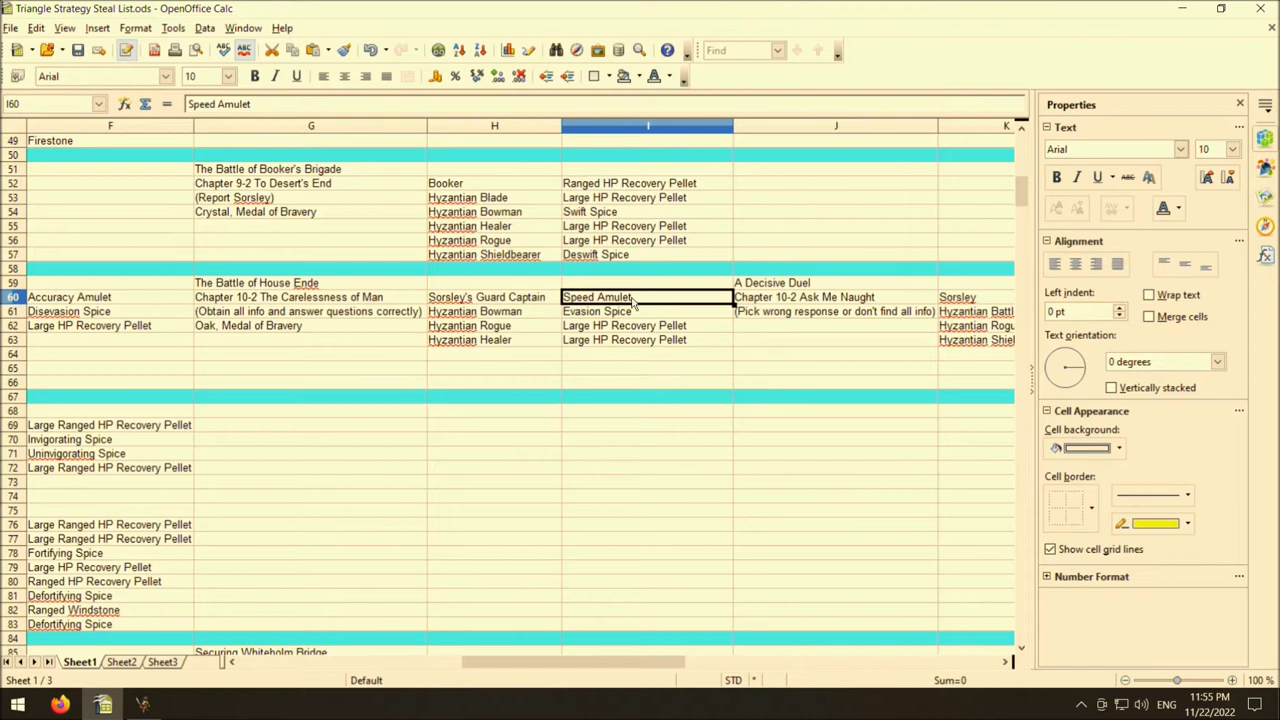 Triangle Strategy Steal List.ods - OpenOffice Calc
File Edit View Insert Format Tools Data Window Help
Find
Arial 10
I60 Speed Amulet
F G H I J K
49 Firestone
50
51 The Battle of Booker's Brigade
52 Chapter 9-2 To Desert's End Booker Ranged HP Recovery Pellet
53 (Report Sorsley) Hyzantian Blade Large HP Recovery Pellet
54 Crystal, Medal of Bravery Hyzantian Bowman Swift Spice
55 Hyzantian Healer Large HP Recovery Pellet
56 Hyzantian Rogue Large HP Recovery Pellet
57 Hyzantian Shieldbearer Deswift Spice
58
59 The Battle of House Ende A Decisive Duel
60 Accuracy Amulet Chapter 10-2 The Carelessness of Man Sorsley's Guard Captain Speed Amulet Chapter 10-2 Ask Me Naught Sorsley
61 Disevasion Spice (Obtain all info and answer questions correctly) Hyzantian Bowman Evasion Spice (Pick wrong response or don't find all info) Hyzantian Battl
62 Large HP Recovery Pellet Oak, Medal of Bravery Hyzantian Rogue Large HP Recovery Pellet Hyzantian Rogu
63 Hyzantian Healer Large HP Recovery Pellet Hyzantian Shiel
64
65
66
67
68
69 Large Ranged HP Recovery Pellet
70 Invigorating Spice
71 Uninvigorating Spice
72 Large Ranged HP Recovery Pellet
73
74
75
76 Large Ranged HP Recovery Pellet
77 Large Ranged HP Recovery Pellet
78 Fortifying Spice
79 Large HP Recovery Pellet
80 Ranged HP Recovery Pellet
81 Defortifying Spice
82 Ranged Windstone
83 Defortifying Spice
84
85 Securing Whiteholm Bridge
Sheet1 Sheet2 Sheet3
Sheet 1 / 3 Default STD * Sum=0 100 %
Properties
Text
Arial 10
Alignment
Left indent: Wrap text
0 pt Merge cells
Text orientation:
0 degrees
Vertically stacked
Cell Appearance
Cell background:
Cell border:
Show cell grid lines
Number Format
ENG 11:55 PM
11/22/2022